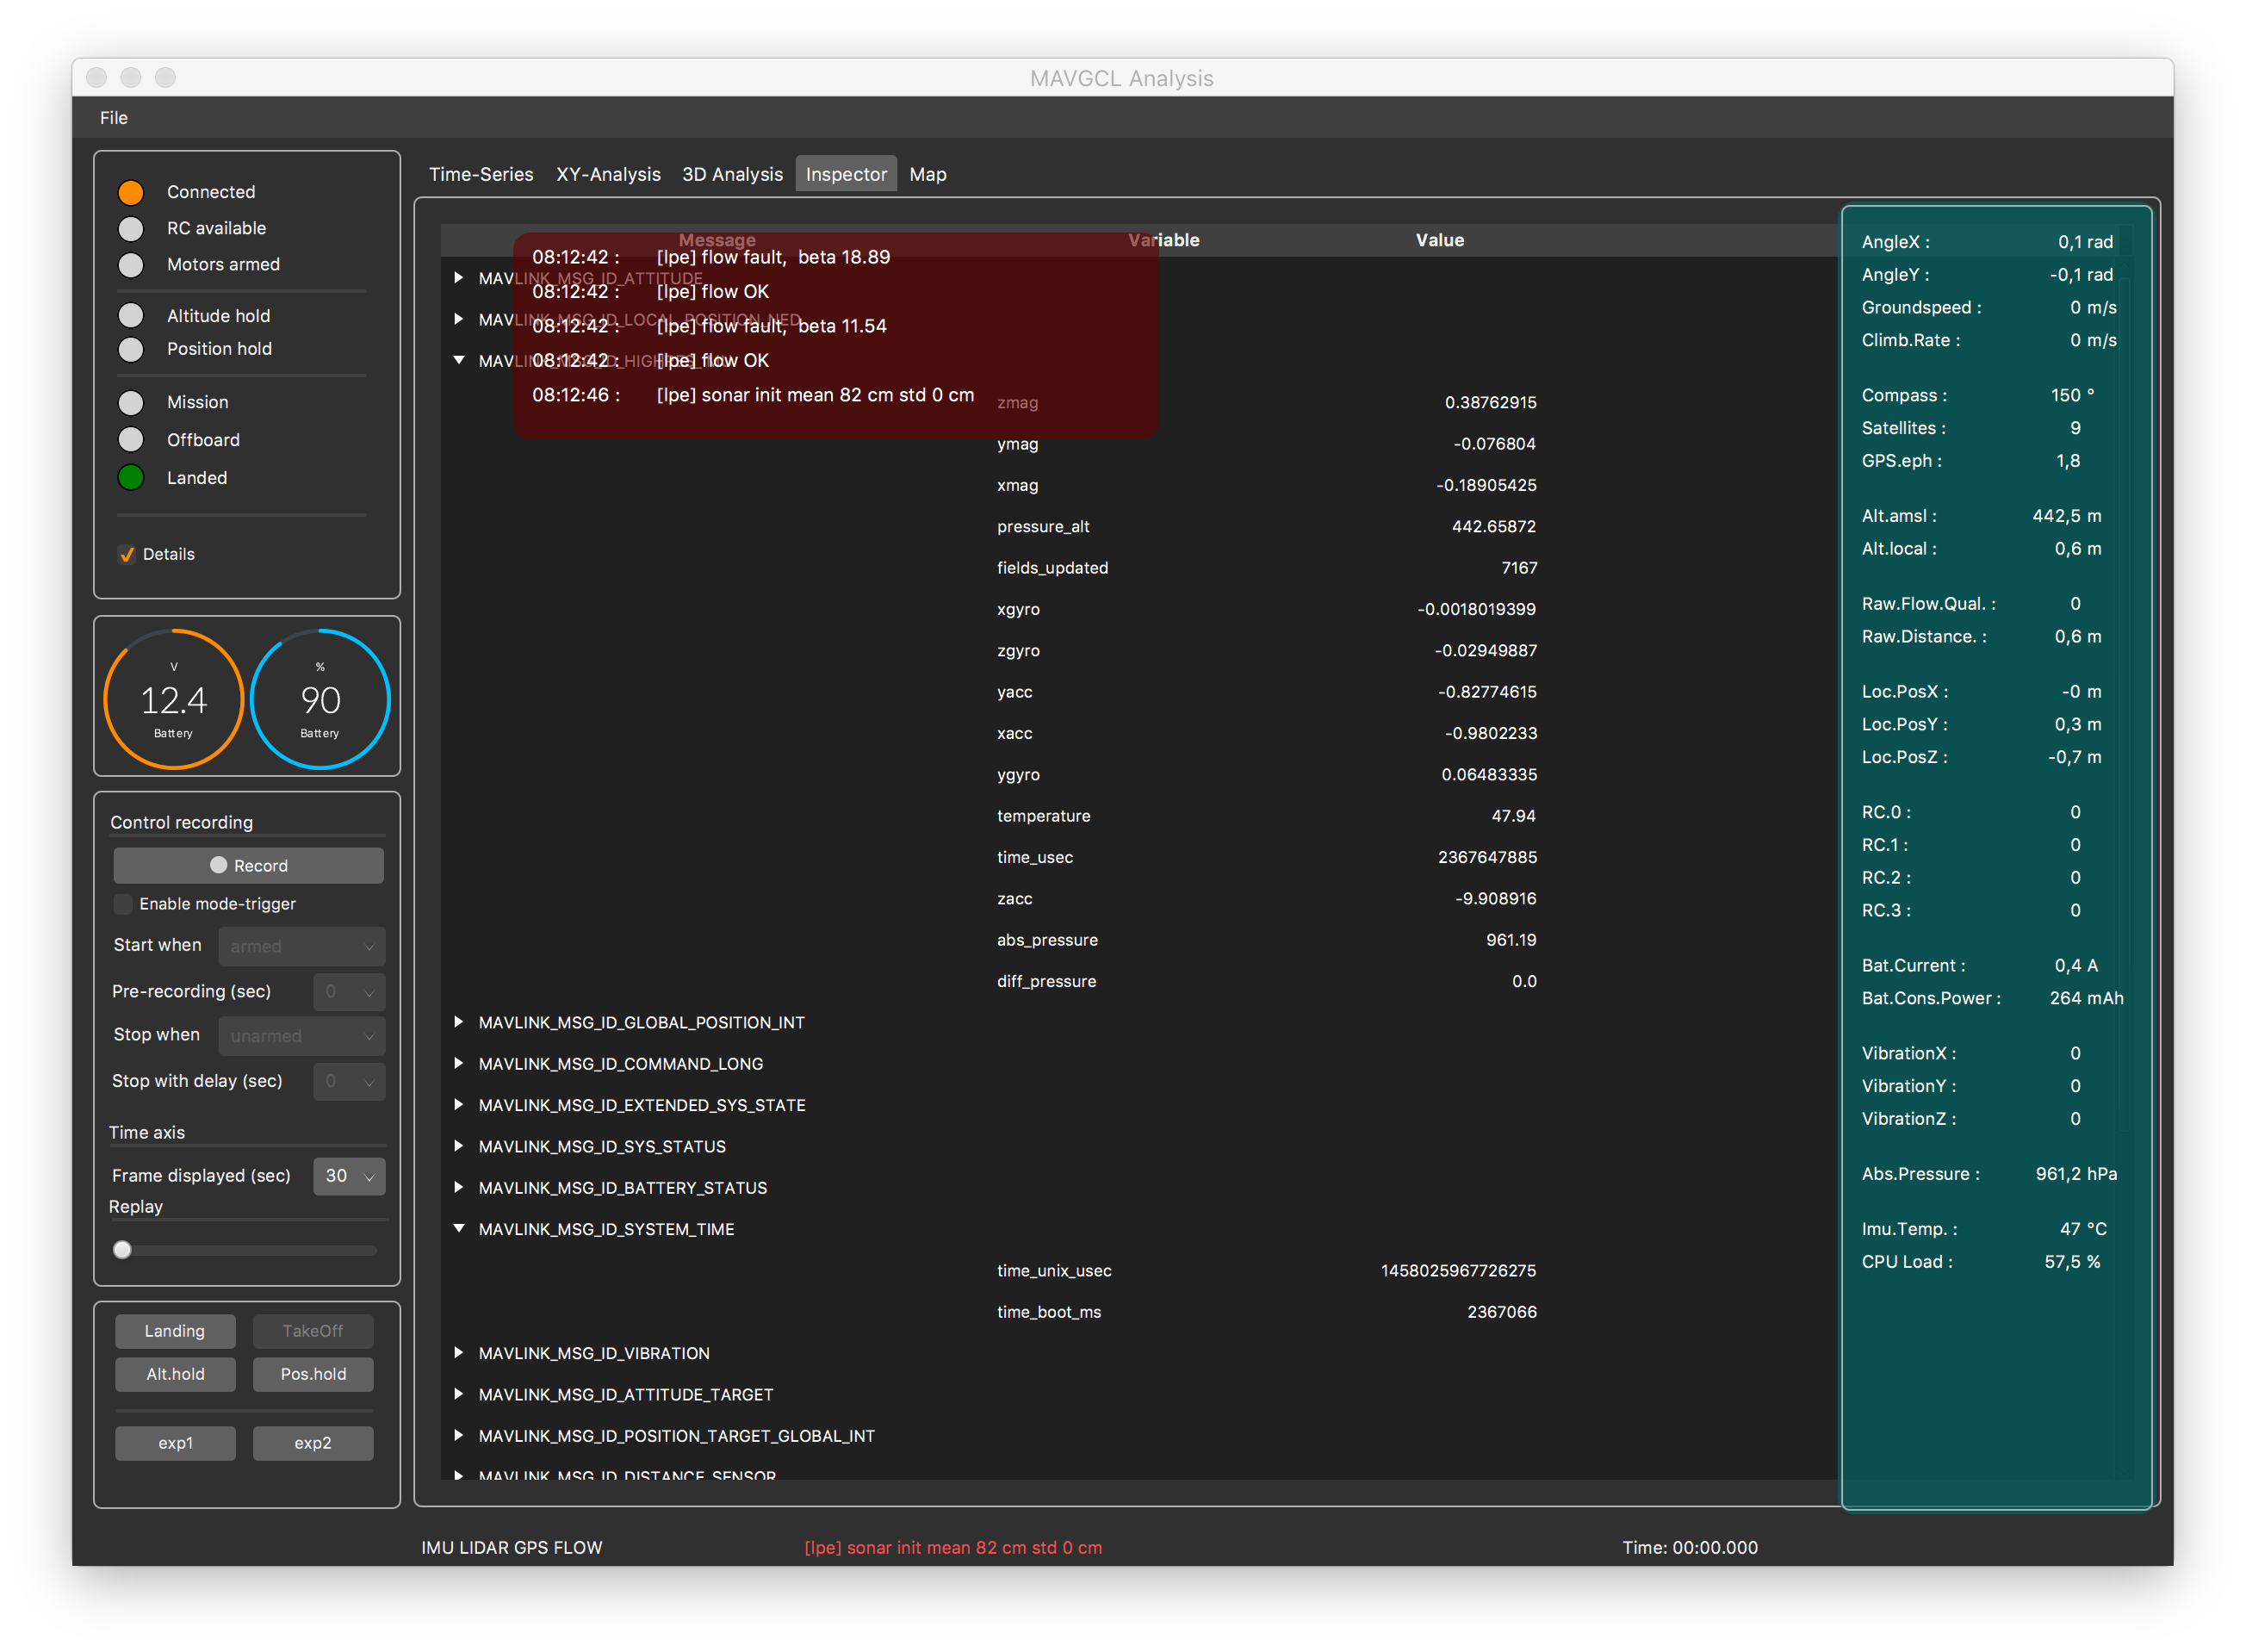 MAVGCL Analysis
File
Connected
RC available
Motors armed
Altitude hold
Position hold
Mission
Offboard
Landed
Details
V
12.4
Battery
%
90
Battery
Control recording
Record
Enable mode-trigger
Start when armed
Pre-recording (sec) 0
Stop when unarmed
Stop with delay (sec) 0
Time axis
Frame displayed (sec) 30
Replay
Landing TakeOff
Alt.hold Pos.hold
exp1 exp2
Time-Series XY-Analysis 3D Analysis Inspector Map
Message Variable Value
08:12:42 : [lpe] flow fault, beta 18.89
MAVLINK_MSG_ID_ATTITUDE
08:12:42 : [lpe] flow OK
MAVLINK_MSG_ID_LOCAL_POSITION_NED
08:12:42 : [lpe] flow fault, beta 11.54
MAVLINK_MSG_ID_HIGHRES_IMU
08:12:42 : [lpe] flow OK
08:12:46 : [lpe] sonar init mean 82 cm std 0 cm
zmag 0.38762915
ymag -0.076804
xmag -0.18905425
pressure_alt 442.65872
fields_updated 7167
xgyro -0.0018019399
zgyro -0.02949887
yacc -0.82774615
xacc -0.9802233
ygyro 0.06483335
temperature 47.94
time_usec 2367647885
zacc -9.908916
abs_pressure 961.19
diff_pressure 0.0
MAVLINK_MSG_ID_GLOBAL_POSITION_INT
MAVLINK_MSG_ID_COMMAND_LONG
MAVLINK_MSG_ID_EXTENDED_SYS_STATE
MAVLINK_MSG_ID_SYS_STATUS
MAVLINK_MSG_ID_BATTERY_STATUS
MAVLINK_MSG_ID_SYSTEM_TIME
time_unix_usec 1458025967726275
time_boot_ms 2367066
MAVLINK_MSG_ID_VIBRATION
MAVLINK_MSG_ID_ATTITUDE_TARGET
MAVLINK_MSG_ID_POSITION_TARGET_GLOBAL_INT
MAVLINK_MSG_ID_DISTANCE_SENSOR
AngleX : 0,1 rad
AngleY : -0,1 rad
Groundspeed : 0 m/s
Climb.Rate : 0 m/s
Compass : 150 °
Satellites : 9
GPS.eph : 1,8
Alt.amsl : 442,5 m
Alt.local : 0,6 m
Raw.Flow.Qual. : 0
Raw.Distance. : 0,6 m
Loc.PosX : -0 m
Loc.PosY : 0,3 m
Loc.PosZ : -0,7 m
RC.0 : 0
RC.1 : 0
RC.2 : 0
RC.3 : 0
Bat.Current : 0,4 A
Bat.Cons.Power : 264 mAh
VibrationX : 0
VibrationY : 0
VibrationZ : 0
Abs.Pressure : 961,2 hPa
Imu.Temp. : 47 °C
CPU Load : 57,5 %
IMU LIDAR GPS FLOW [lpe] sonar init mean 82 cm std 0 cm Time: 00:00.000